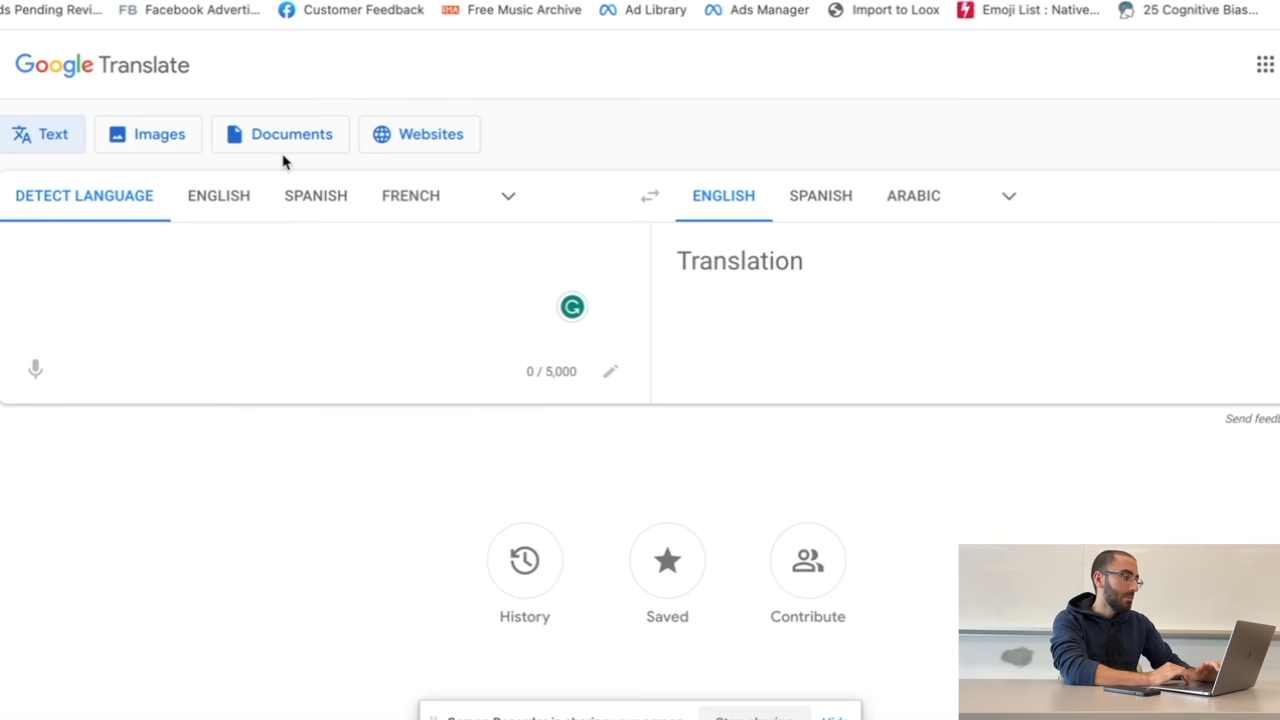 ds Pending Revi... FB Facebook Adverti... Customer Feedback Free Music Archive Ad Library Ads Manager Import to Loox Emoji List : Native... 25 Cognitive Bias...
Google Translate
Text Images Documents Websites
DETECT LANGUAGE ENGLISH SPANISH FRENCH ENGLISH SPANISH ARABIC
Translation
0 / 5,000
Send feedb
History Saved Contribute